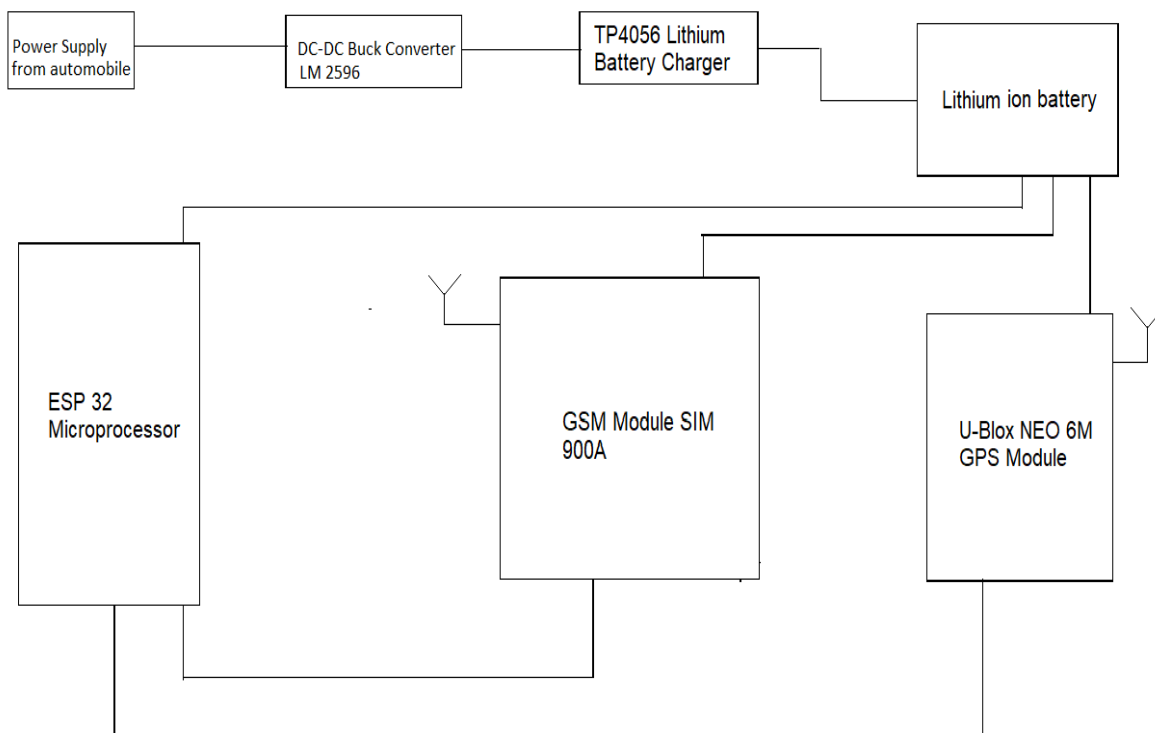 Power Supply
from automobile
DC-DC Buck Converter
LM 2596
TP4056 Lithium
Battery Charger
Lithium ion battery
ESP 32
Microprocessor
GSM Module SIM
900A
U-Blox NEO 6M
GPS Module